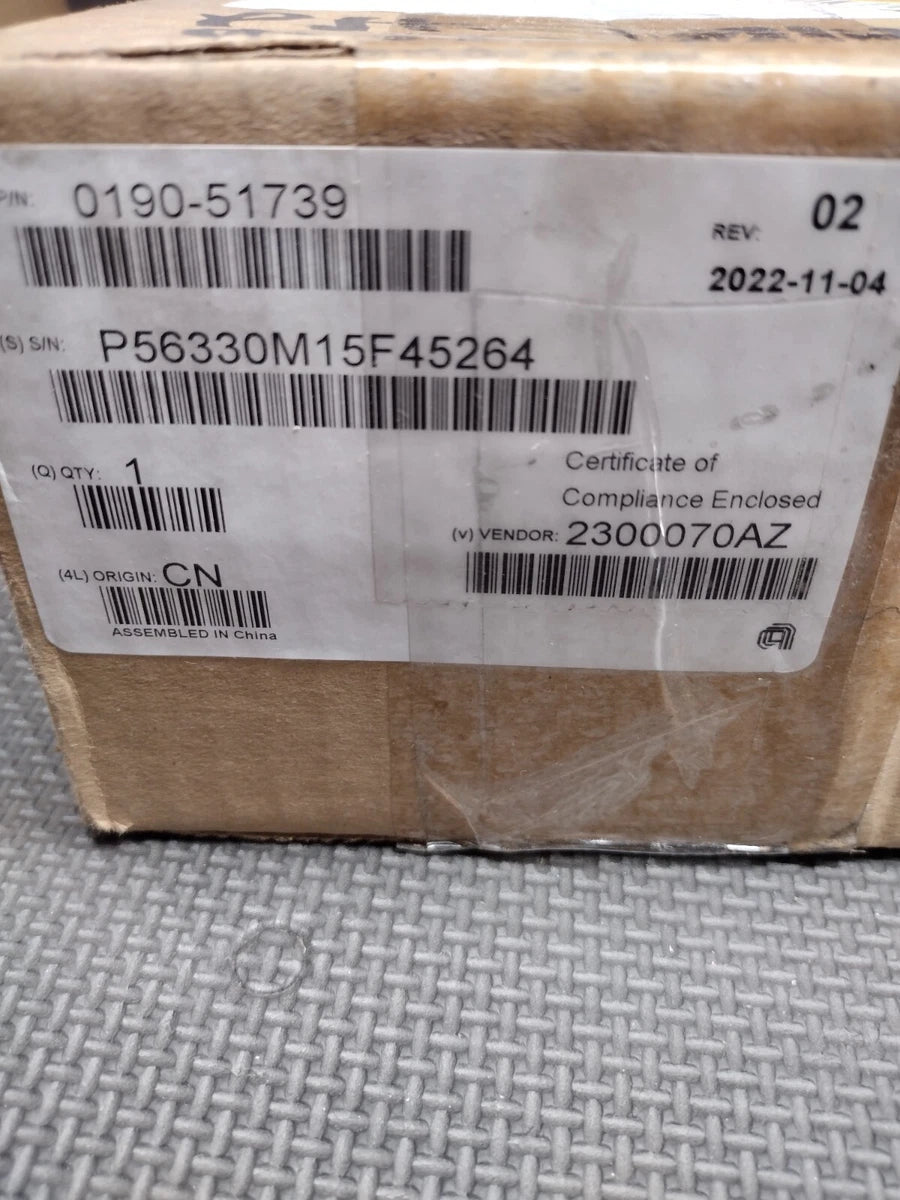 P/N: 0190-51739
REV: 02
2022-11-04
(S) S/N: P56330M15F45264
(Q) QTY: 1
Certificate of
Compliance Enclosed
(v) VENDOR: 2300070AZ
(4L) ORIGIN: CN
ASSEMBLED IN China